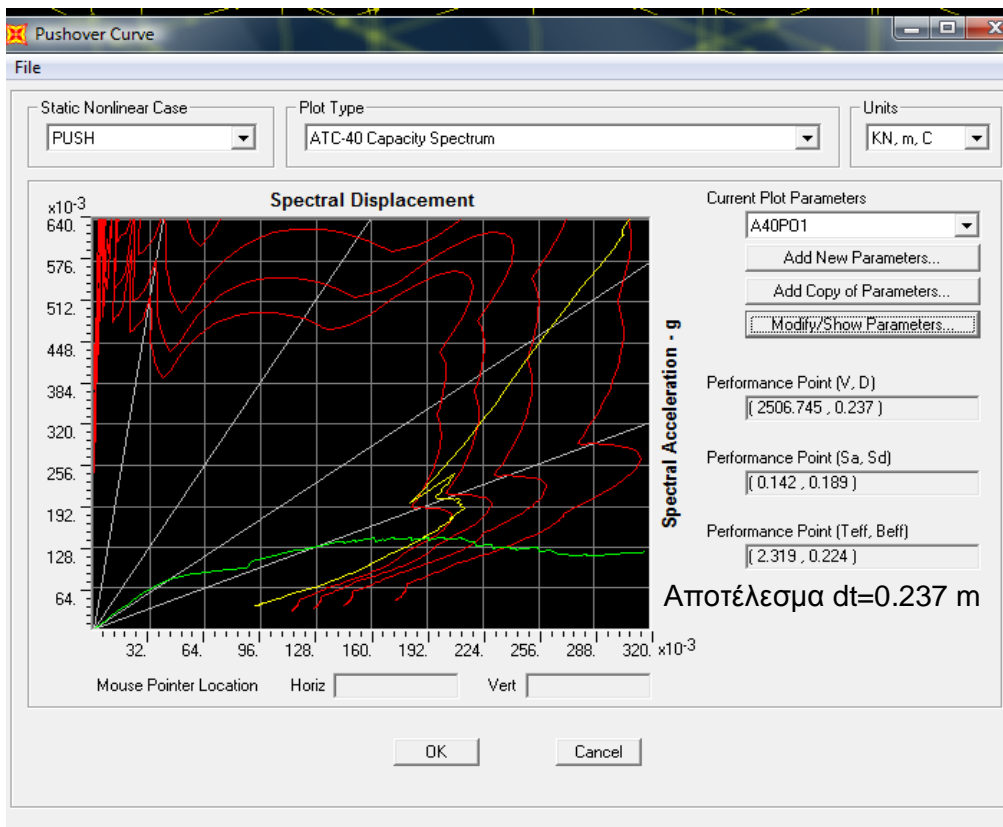 Pushover Curve
File
Static Nonlinear Case
PUSH
Plot Type
ATC-40 Capacity Spectrum
Units
KN, m, C
Spectral Displacement
x10-3
640.
576.
512.
448.
384.
320.
256.
192.
128.
64.
32. 64. 96. 128. 160. 192. 224. 256. 288. 320. x10-3
Spectral Acceleration - g
Mouse Pointer Location Horiz Vert
Current Plot Parameters
A40PO1
Add New Parameters...
Add Copy of Parameters...
Modify/Show Parameters...
Performance Point (V, D)
( 2506.745 , 0.237 )
Performance Point (Sa, Sd)
( 0.142 , 0.189 )
Performance Point (Teff, Beff)
( 2.319 , 0.224 )
Αποτέλεσμα dt=0.237 m
OK Cancel